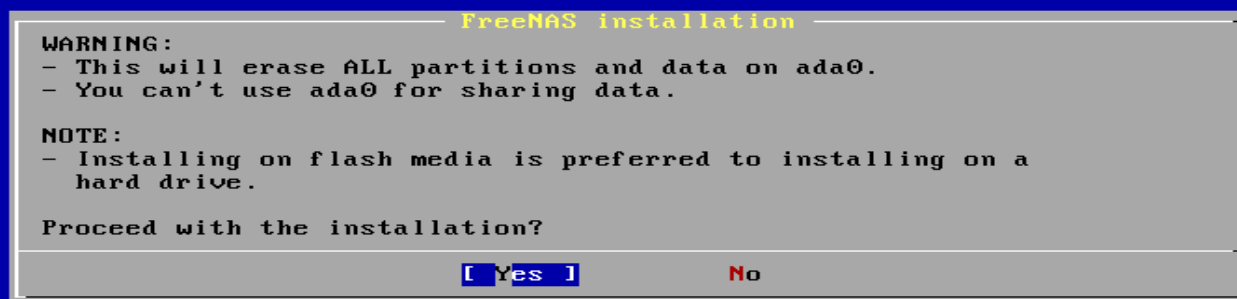 FreeNAS installation
WARNING:
- This will erase ALL partitions and data on ada0.
- You can't use ada0 for sharing data.
NOTE:
- Installing on flash media is preferred to installing on a
hard drive.
Proceed with the installation?
[ Yes ] No